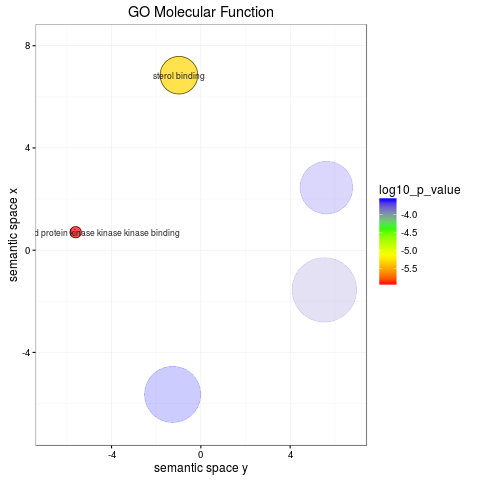 GO Molecular Function
8
sterol binding
4
log10_p_value
-4.0
-4.5
-5.0
-5.5
d protein kinase kinase kinase binding
0
-4
semantic space x
-4
0
4
semantic space y